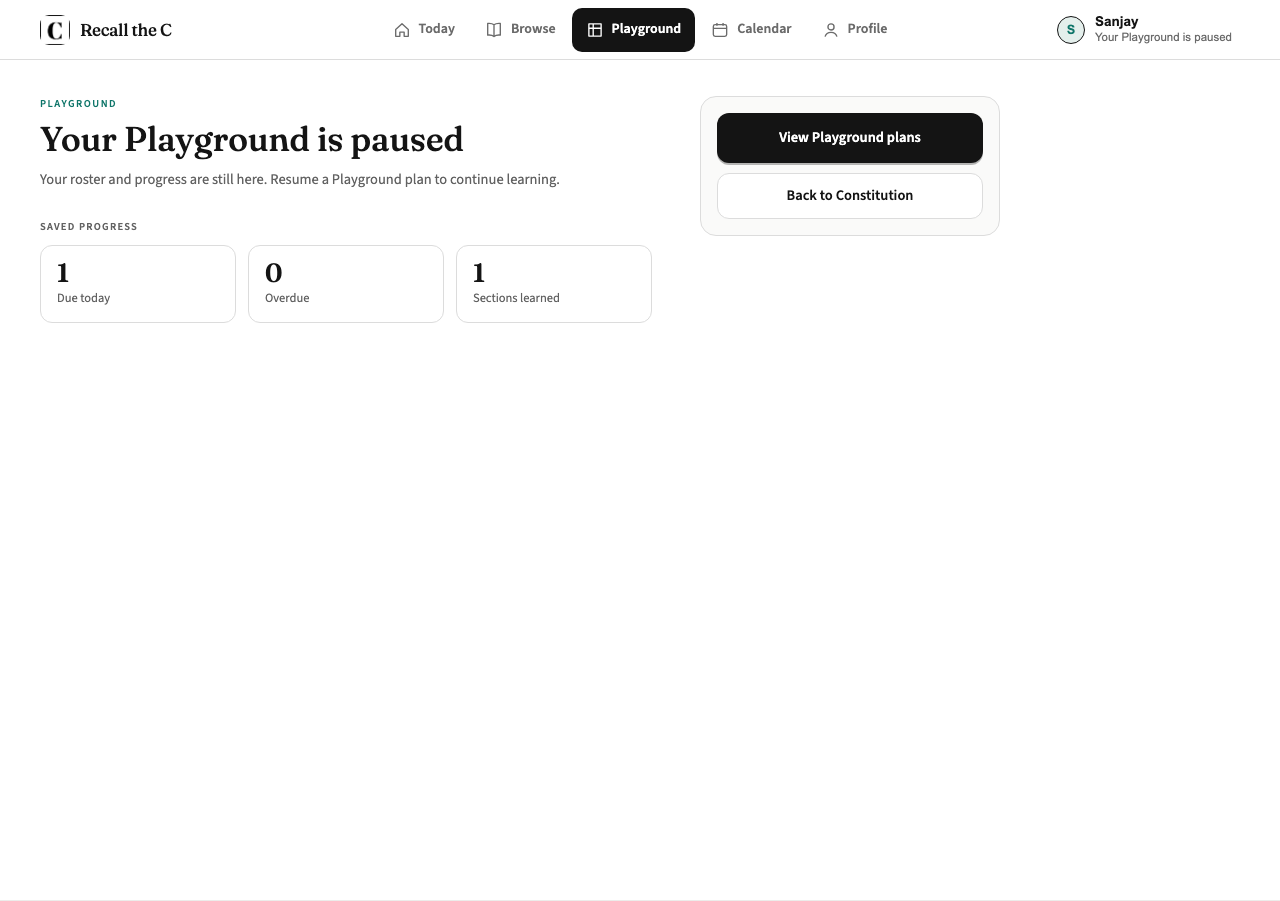 C Recall the C
Today
Browse
Playground
Calendar
Profile
S
Sanjay
Your Playground is paused
PLAYGROUND
Your Playground is paused
Your roster and progress are still here. Resume a Playground plan to continue learning.
SAVED PROGRESS
1
Due today
0
Overdue
1
Sections learned
View Playground plans
Back to Constitution